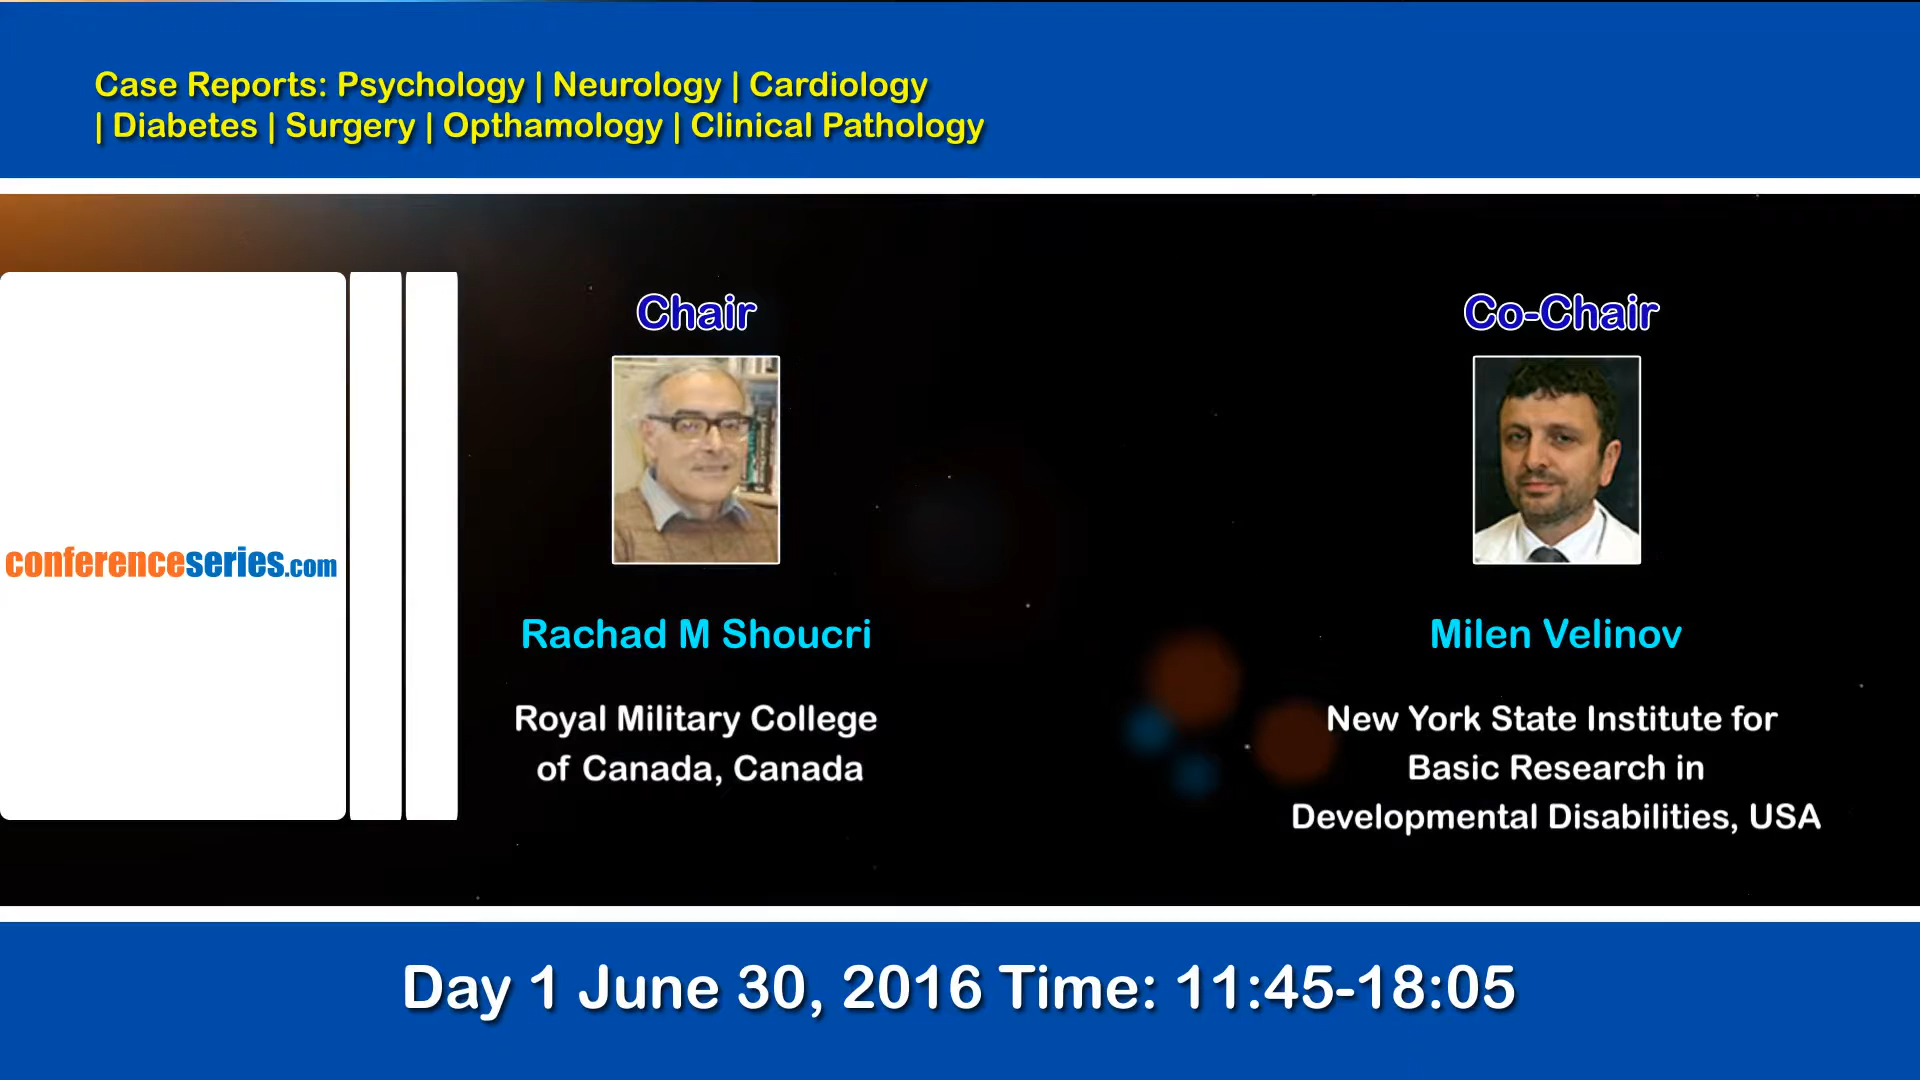 Case Reports: Psychology | Neurology | Cardiology
| Diabetes | Surgery | Opthamology | Clinical Pathology
Chair
Co-Chair
conferenceseries.com
Rachad M Shoucri
Royal Military College
of Canada, Canada
Milen Velinov
New York State Institute for
Basic Research in
Developmental Disabilities, USA
Day 1 June 30, 2016 Time: 11:45-18:05